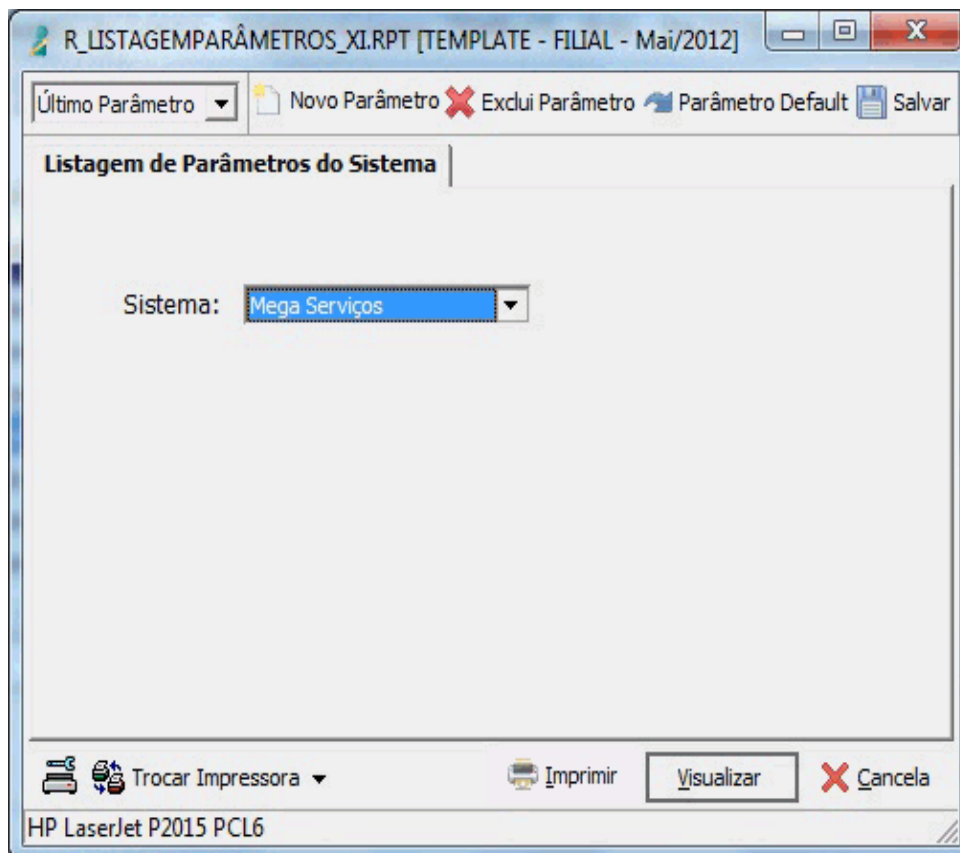 R_LISTAGEMPARÂMETROS_XI.RPT [TEMPLATE - FILIAL - Mai/2012]
Último Parâmetro Novo Parâmetro Exclui Parâmetro Parâmetro Default Salvar
Listagem de Parâmetros do Sistema
Sistema: Mega Serviços
Trocar Impressora Imprimir Visualizar Cancela
HP LaserJet P2015 PCL6